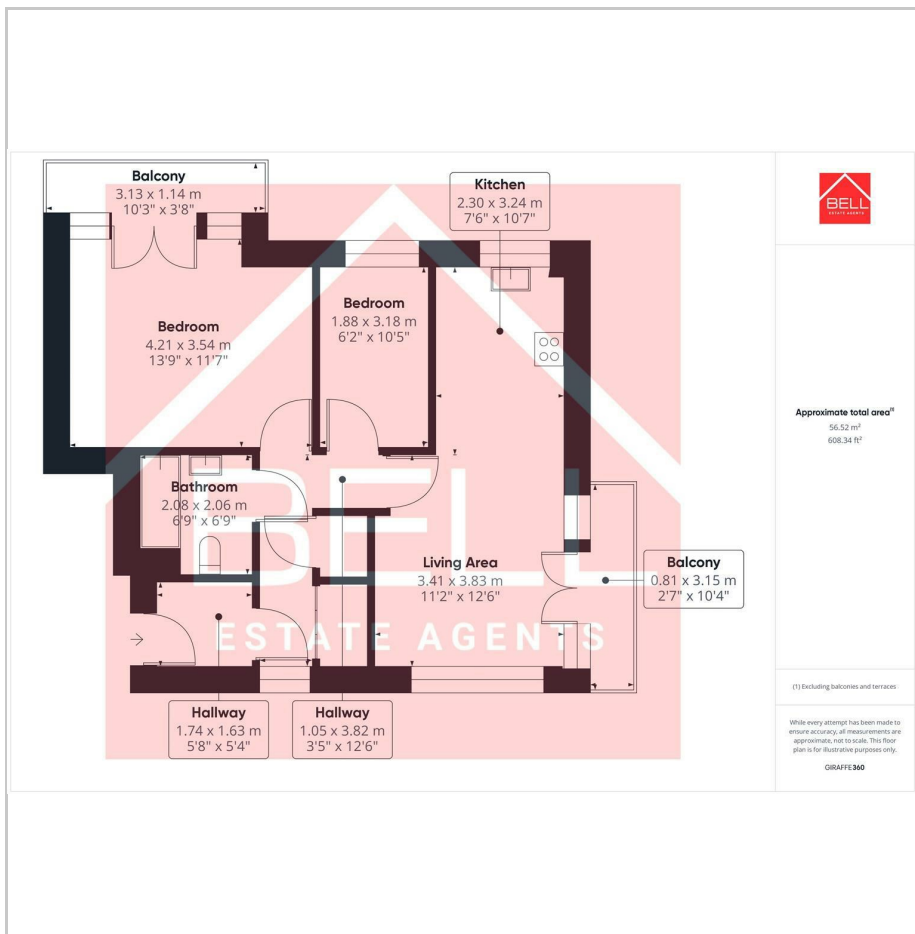 Balcony
3.13 x 1.14 m
10'3" x 3'8"
Kitchen
2.30 x 3.24 m
7'6" x 10'7"
Bedroom
1.88 x 3.18 m
6'2" x 10'5"
Bedroom
4.21 x 3.54 m
13'9" x 11'7"
Bathroom
2.08 x 2.06 m
6'9" x 6'9"
Living Area
3.41 x 3.83 m
11'2" x 12'6"
Balcony
0.81 x 3.15 m
2'7" x 10'4"
Hallway
1.74 x 1.63 m
5'8" x 5'4"
Hallway
1.05 x 3.82 m
3'5" x 12'6"
BELL
ESTATE AGENTS
BELL
ESTATE AGENTS
Approximate total area⁽¹⁾
56.52 m²
608.34 ft²
(1) Excluding balconies and terraces
While every attempt has been made to
ensure accuracy, all measurements are
approximate, not to scale. This floor
plan is for illustrative purposes only.
GIRAFFE360